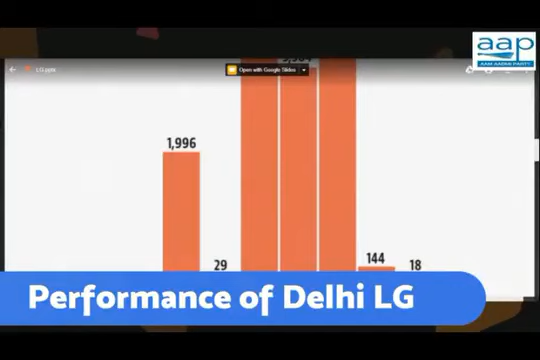 aap
AAM AADMI PARTY
LG.pptx
Open with Google Slides
1,996
29
144
18
Performance of Delhi LG